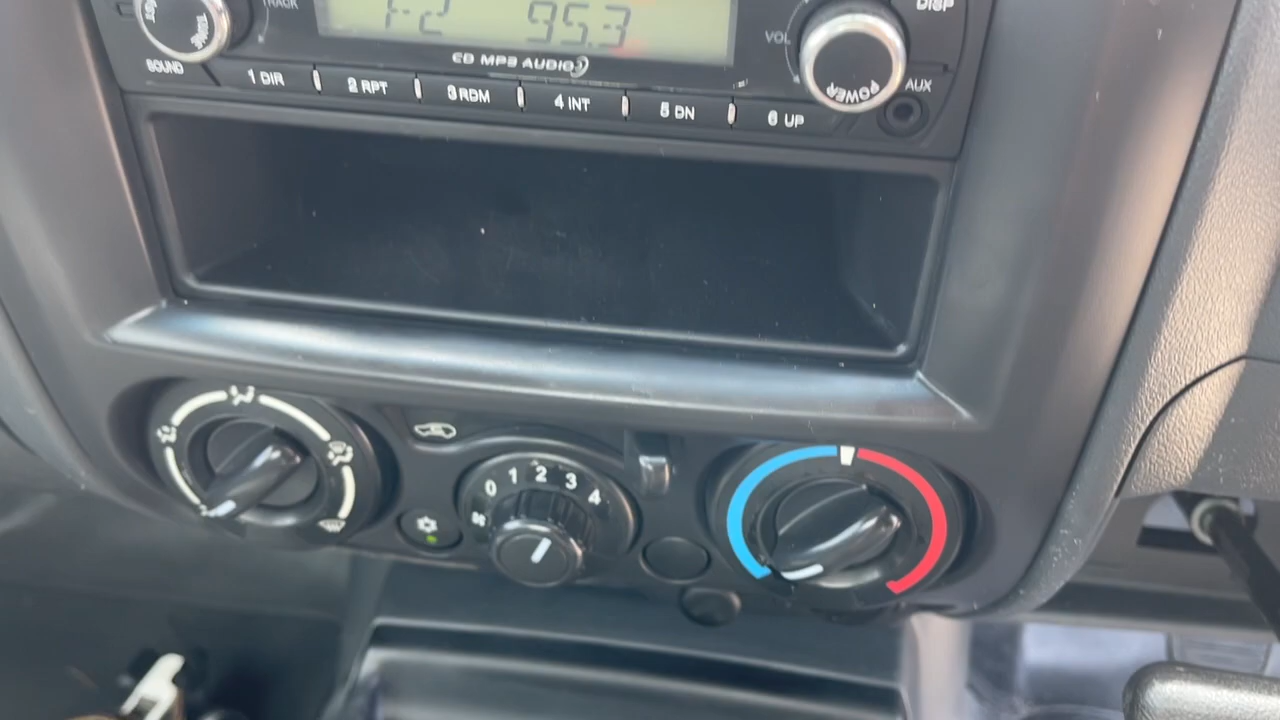 TRACK
F-2 95.3
DISP
VOL
SOUND
CD MP3 AUDIO
POWER
AUX
1 DIR 2 RPT 3 RDM 4 INT 5 DN 6 UP
0 1 2 3 4